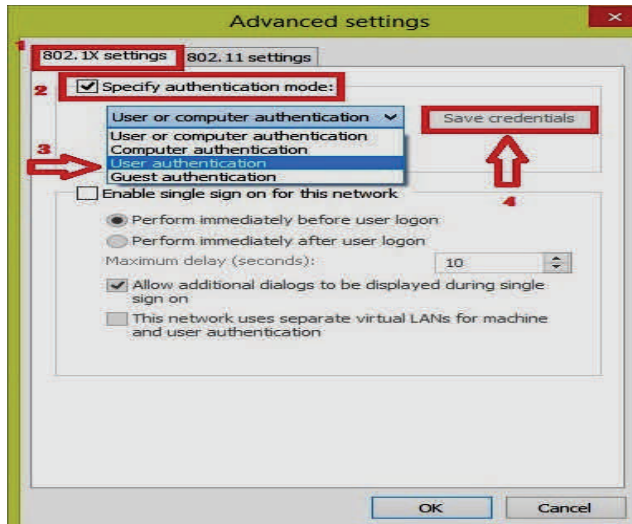 Advanced settings
1
802.1X settings 802.11 settings
2 Specify authentication mode:
User or computer authentication Save credentials
User or computer authentication
3 Computer authentication
User authentication
Guest authentication
4
Enable single sign on for this network
Perform immediately before user logon
Perform immediately after user logon
Maximum delay (seconds): 10
Allow additional dialogs to be displayed during single
sign on
This network uses separate virtual LANs for machine
and user authentication
OK Cancel